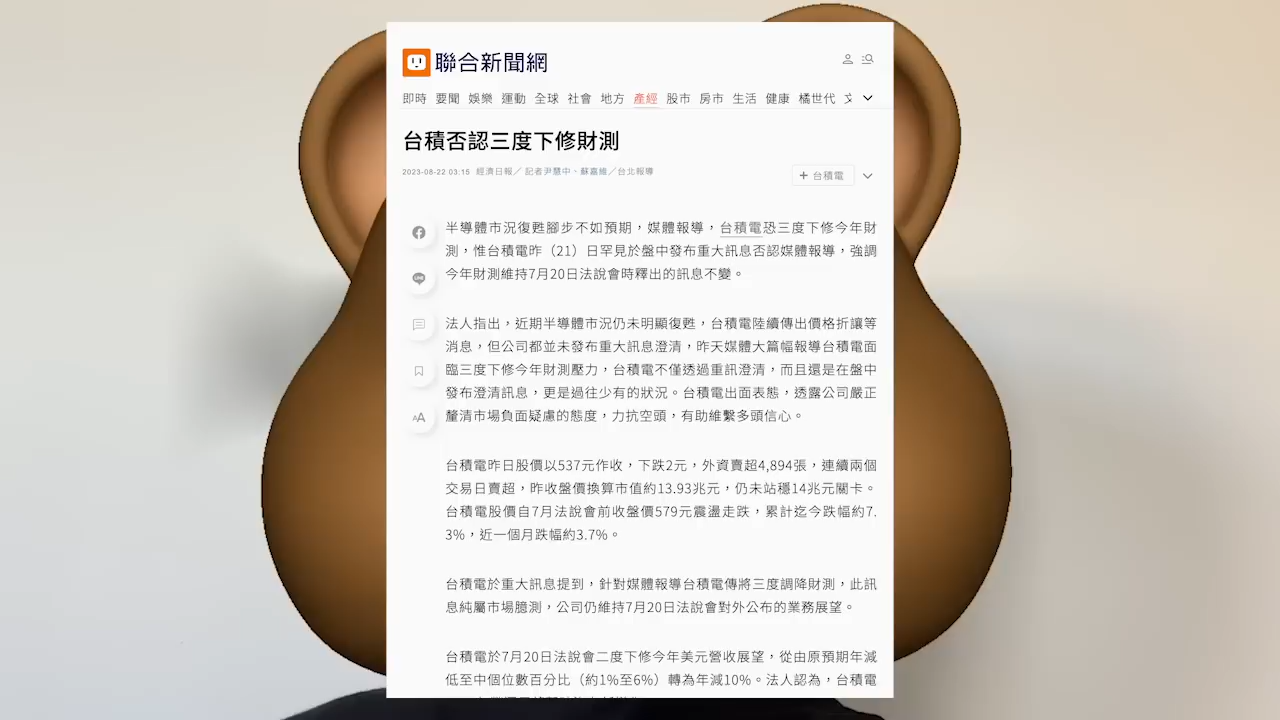 聯合新聞網
即時 要聞 娛樂 運動 全球 社會 地方 產經 股市 房市 生活 健康 橘世代
台積否認三度下修財測
2023-08-22 03:15 經濟日報／ 記者尹慧中、蘇嘉維／台北報導
+ 台積電
半導體市況復甦腳步不如預期，媒體報導，台積電恐三度下修今年財
測，惟台積電昨（21）日罕見於盤中發布重大訊息否認媒體報導，強調
今年財測維持7月20日法說會時釋出的訊息不變。
法人指出，近期半導體市況仍未明顯復甦，台積電陸續傳出價格折讓等
消息，但公司都並未發布重大訊息澄清，昨天媒體大篇幅報導台積電面
臨三度下修今年財測壓力，台積電不僅透過重訊澄清，而且還是在盤中
發布澄清訊息，更是過往少有的狀況。台積電出面表態，透露公司嚴正
釐清市場負面疑慮的態度，力抗空頭，有助維繫多頭信心。
台積電昨日股價以537元作收，下跌2元，外資賣超4,894張，連續兩個
交易日賣超，昨收盤價換算市值約13.93兆元，仍未站穩14兆元關卡。
台積電股價自7月法說會前收盤價579元震盪走跌，累計迄今跌幅約7.
3%，近一個月跌幅約3.7%。
台積電於重大訊息提到，針對媒體報導台積電傳將三度調降財測，此訊
息純屬市場臆測，公司仍維持7月20日法說會對外公布的業務展望。
台積電於7月20日法說會二度下修今年美元營收展望，從由原預期年減
低至中個位數百分比（約1%至6%）轉為年減10%。法人認為，台積電